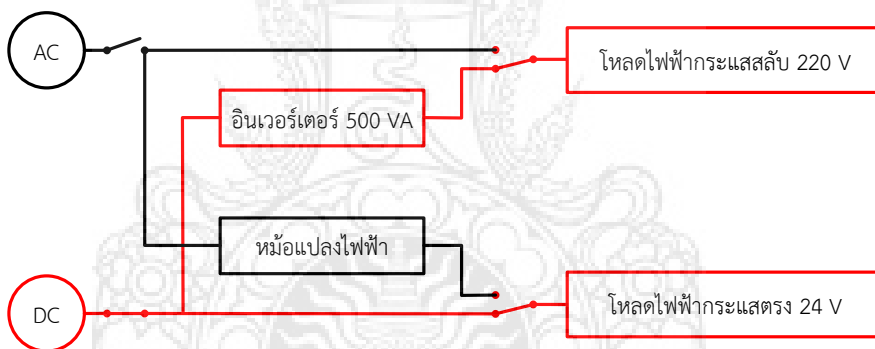 AC
โหลดไฟฟ้ากระแสสลับ 220 V
อินเวอร์เตอร์ 500 VA
หม้อแปลงไฟฟ้า
DC
โหลดไฟฟ้ากระแสตรง 24 V